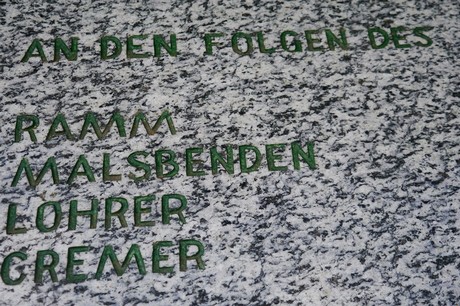 AN DEN FOLGEN DES
RAMM
MALSBENDEN
LOHRER
GREMER